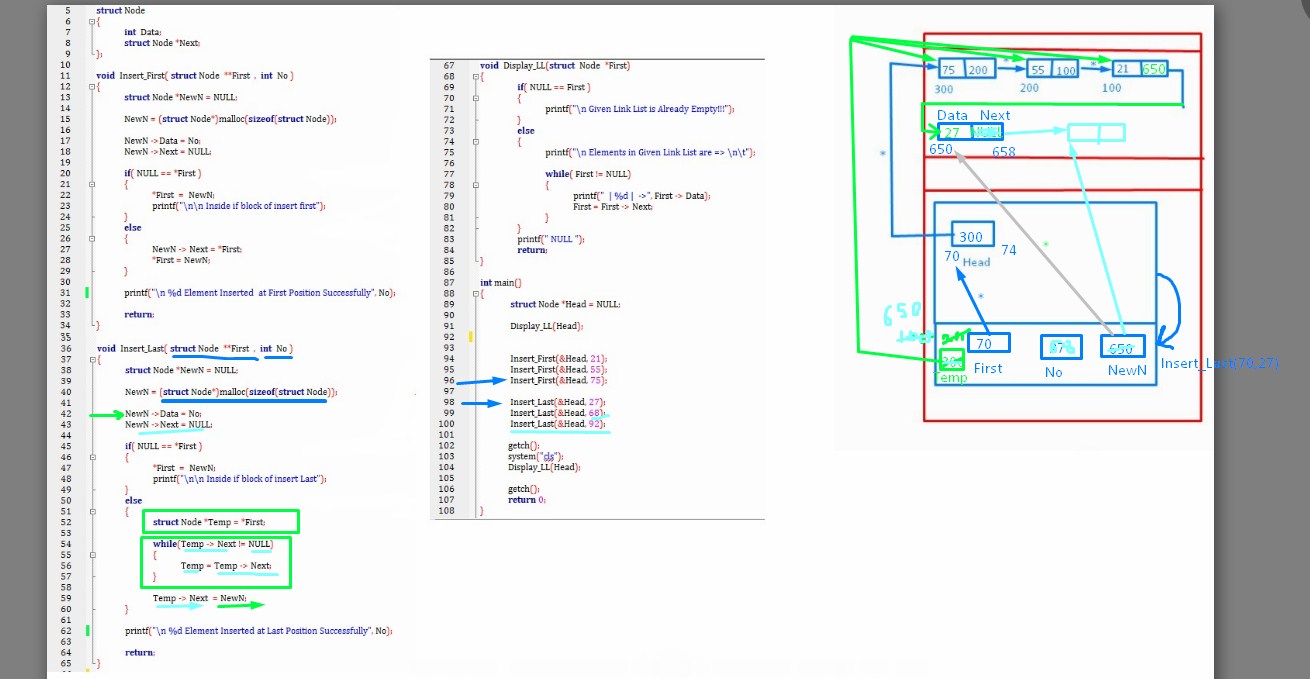 5 struct Node
6 {
7 int Data;
8 struct Node *Next;
9 };
10
11 void Insert_First( struct Node **First , int No )
12 {
13 struct Node *NewN = NULL;
14
15 NewN = (struct Node*)malloc(sizeof(struct Node));
16
17 NewN ->Data = No;
18 NewN ->Next = NULL;
19
20 if( NULL == *First )
21 {
22 *First = NewN;
23 printf("\n\n Inside if block of insert first");
24 }
25 else
26 {
27 NewN -> Next = *First;
28 *First = NewN;
29 }
30
31 printf("\n %d Element Inserted at First Position Successfully", No);
32
33 return;
34 }
35
36 void Insert_Last( struct Node **First , int No )
37 {
38 struct Node *NewN = NULL;
39
40 NewN = (struct Node*)malloc(sizeof(struct Node));
41
42 NewN ->Data = No;
43 NewN ->Next = NULL;
44
45 if( NULL == *First )
46 {
47 *First = NewN;
48 printf("\n\n Inside if block of insert Last");
49 }
50 else
51 {
52 struct Node *Temp = *First;
53
54 while(Temp -> Next != NULL)
55 {
56 Temp = Temp -> Next;
57 }
58
59 Temp -> Next = NewN;
60 }
61
62 printf("\n %d Element Inserted at Last Position Successfully", No);
63
64 return;
65 }
67 void Display_LL(struct Node *First)
68 {
69 if( NULL == First )
70 {
71 printf("\n Given Link List is Already Empty!!!");
72 }
73 else
74 {
75 printf("\n Elements in Given Link List are => \n\t");
76
77 while( First != NULL)
78 {
79 printf(" | %d | ->", First -> Data);
80 First = First -> Next;
81 }
82 }
83 printf(" NULL ");
84 return;
85 }
86
87 int main()
88 {
89 struct Node *Head = NULL;
90
91 Display_LL(Head);
92
93
94 Insert_First(&Head, 21);
95 Insert_First(&Head, 55);
96 Insert_First(&Head, 75);
97
98 Insert_Last(&Head, 27);
99 Insert_Last(&Head, 68);
100 Insert_Last(&Head, 92);
101
102 getch();
103 system("cls");
104 Display_LL(Head);
105
106 getch();
107 return 0;
108 }
75 200 * 55 100 * 21 650
300 200 100
Data Next
27 NULL
650 658
*
300
70 Head 74
*
*
650
70 650
First No NewN Insert_Last(70,27)
Temp